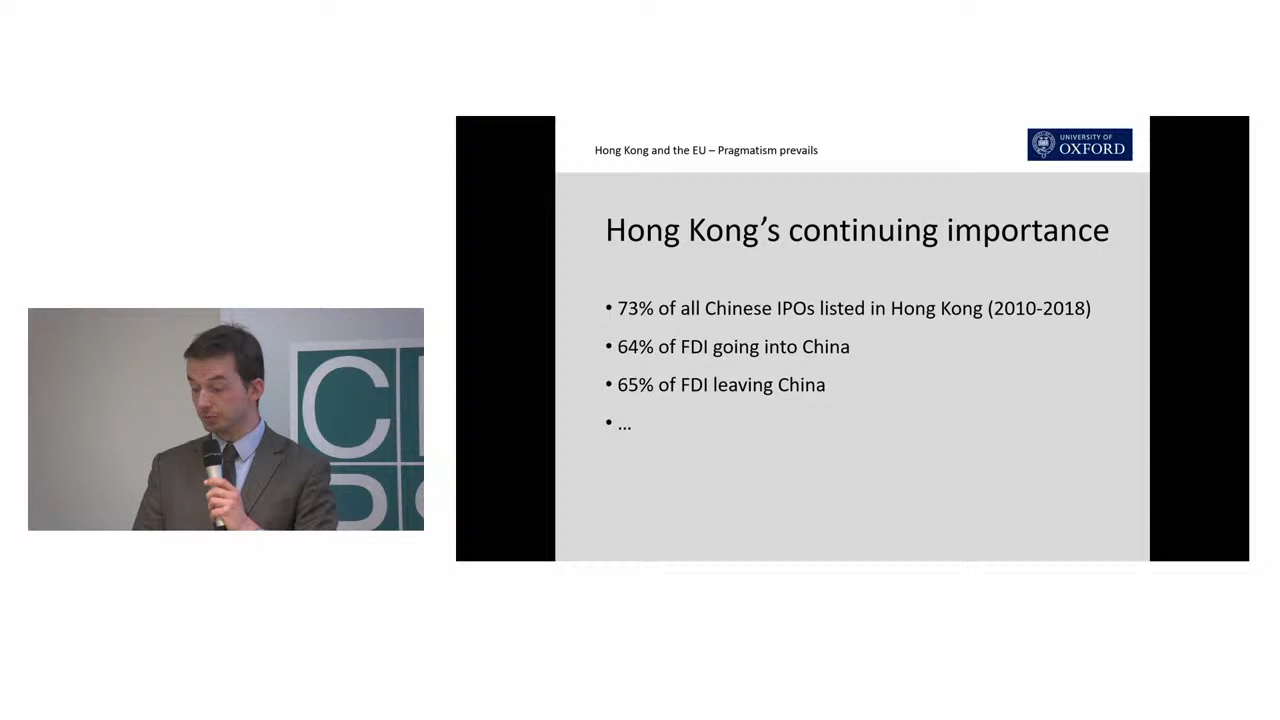 Hong Kong and the EU – Pragmatism prevails
UNIVERSITY OF
OXFORD
Hong Kong's continuing importance
• 73% of all Chinese IPOs listed in Hong Kong (2010-2018)
• 64% of FDI going into China
• 65% of FDI leaving China
• ...